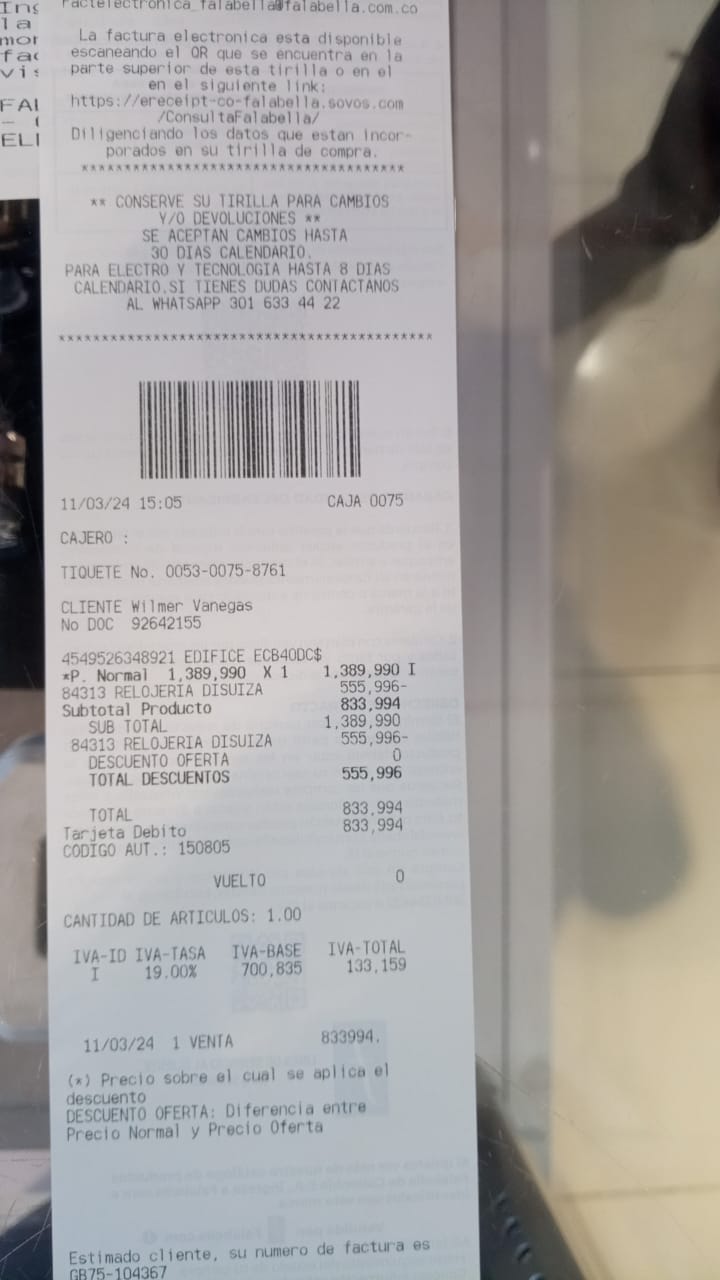 Ing
la
mor
fac
vis
FAL
-
ELI
factelectronica_falabella@falabella.com.co
La factura electronica esta disponible
escaneando el QR que se encuentra en la
parte superior de esta tirilla o en el
en el siguiente link:
https://ereceipt-co-falabella.sovos.com
/ConsultaFalabella/
Diligenciando los datos que estan incor-
porados en su tirilla de compra.
**************************************
** CONSERVE SU TIRILLA PARA CAMBIOS
Y/O DEVOLUCIONES **
SE ACEPTAN CAMBIOS HASTA
30 DIAS CALENDARIO.
PARA ELECTRO Y TECNOLOGIA HASTA 8 DIAS
CALENDARIO.SI TIENES DUDAS CONTACTANOS
AL WHATSAPP 301 633 44 22
********************************************
11/03/24 15:05 CAJA 0075
CAJERO :
TIQUETE No. 0053-0075-8761
CLIENTE Wilmer Vanegas
No DOC 92642155
4549526348921 EDIFICE ECB40DC$
*P. Normal 1,389,990 X 1 1,389,990 I
84313 RELOJERIA DISUIZA 555,996-
Subtotal Producto 833,994
SUB TOTAL 1,389,990
84313 RELOJERIA DISUIZA 555,996-
DESCUENTO OFERTA 0
TOTAL DESCUENTOS 555,996
TOTAL 833,994
Tarjeta Debito 833,994
CODIGO AUT.: 150805
VUELTO 0
CANTIDAD DE ARTICULOS: 1.00
IVA-ID IVA-TASA IVA-BASE IVA-TOTAL
I 19.00% 700,835 133,159
11/03/24 1 VENTA 833994.
(*) Precio sobre el cual se aplica el
descuento
DESCUENTO OFERTA: Diferencia entre
Precio Normal y Precio Oferta
Estimado cliente, su numero de factura es
GB75-104367